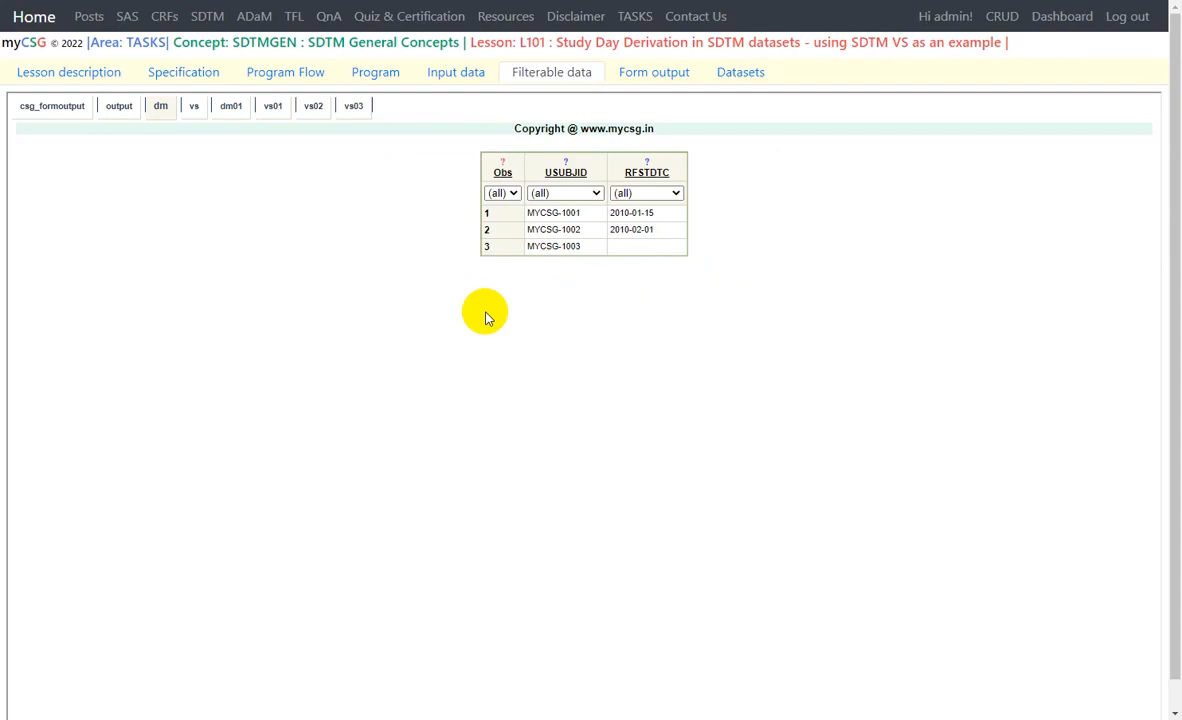 Home Posts SAS CRFs SDTM ADaM TFL QnA Quiz & Certification Resources Disclaimer TASKS Contact Us Hi admin! CRUD Dashboard Log out
myCSG © 2022 |Area: TASKS| Concept: SDTMGEN : SDTM General Concepts | Lesson: L101 : Study Day Derivation in SDTM datasets - using SDTM VS as an example |
Lesson description Specification Program Flow Program Input data Filterable data Form output Datasets
csg_formoutput output dm vs dm01 vs01 vs02 vs03
Copyright @ www.mycsg.in
? ? ?
Obs USUBJID RFSTDTC
(all) (all) (all)
1 MYCSG-1001 2010-01-15
2 MYCSG-1002 2010-02-01
3 MYCSG-1003